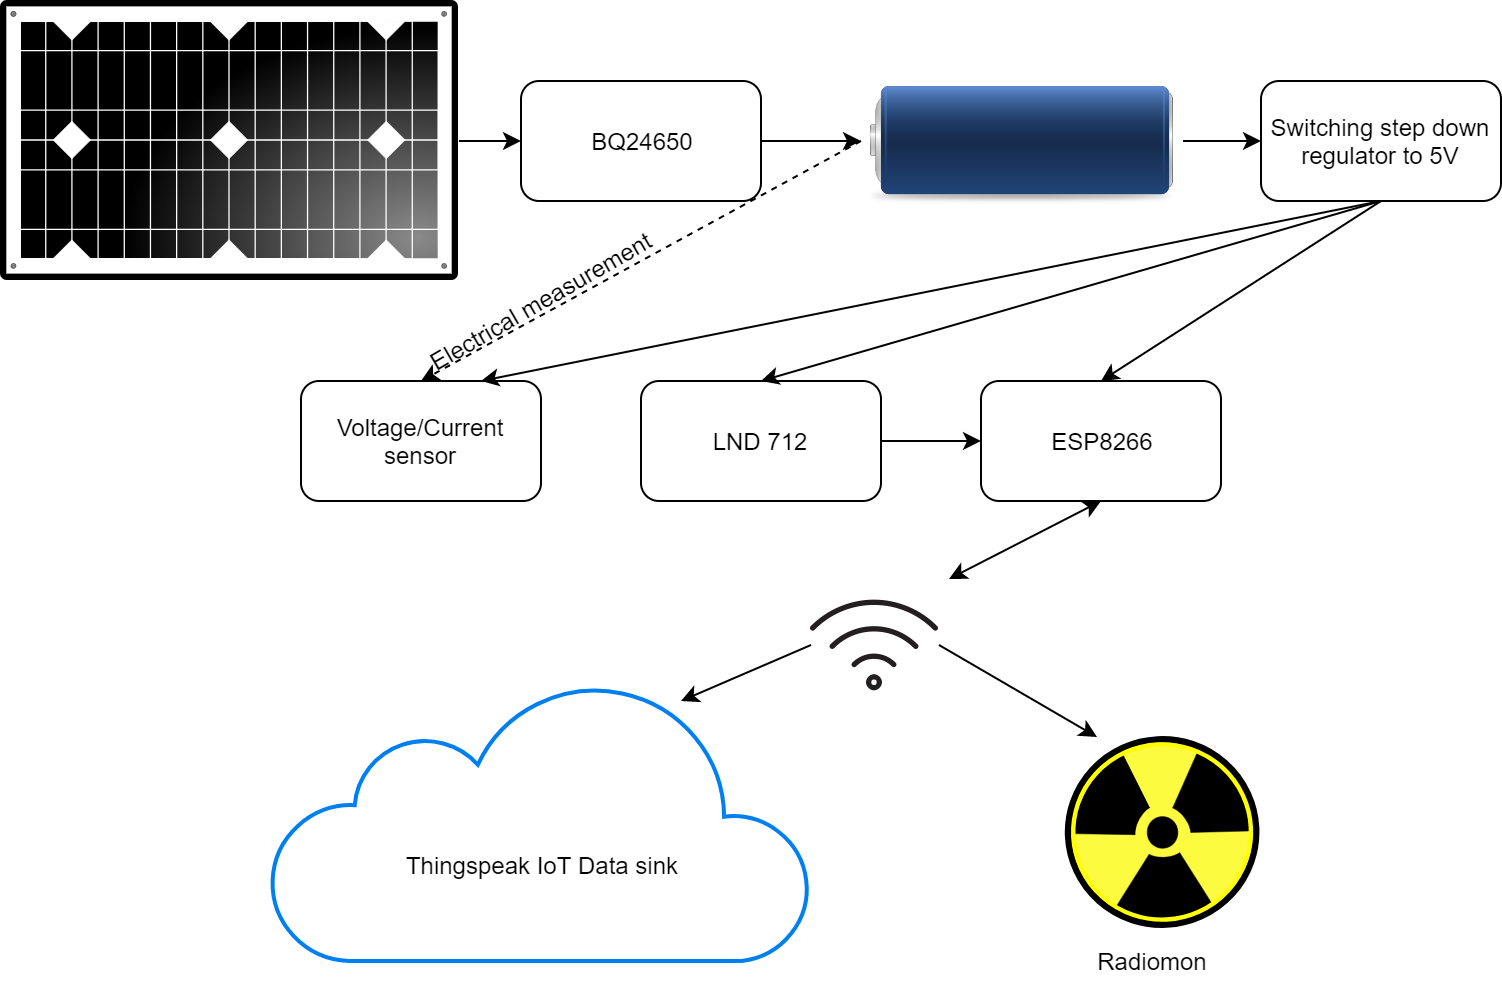 BQ24650
Switching step down
regulator to 5V
Electrical measurement
Voltage/Current
sensor
LND 712
ESP8266
Thingspeak IoT Data sink
Radiomon